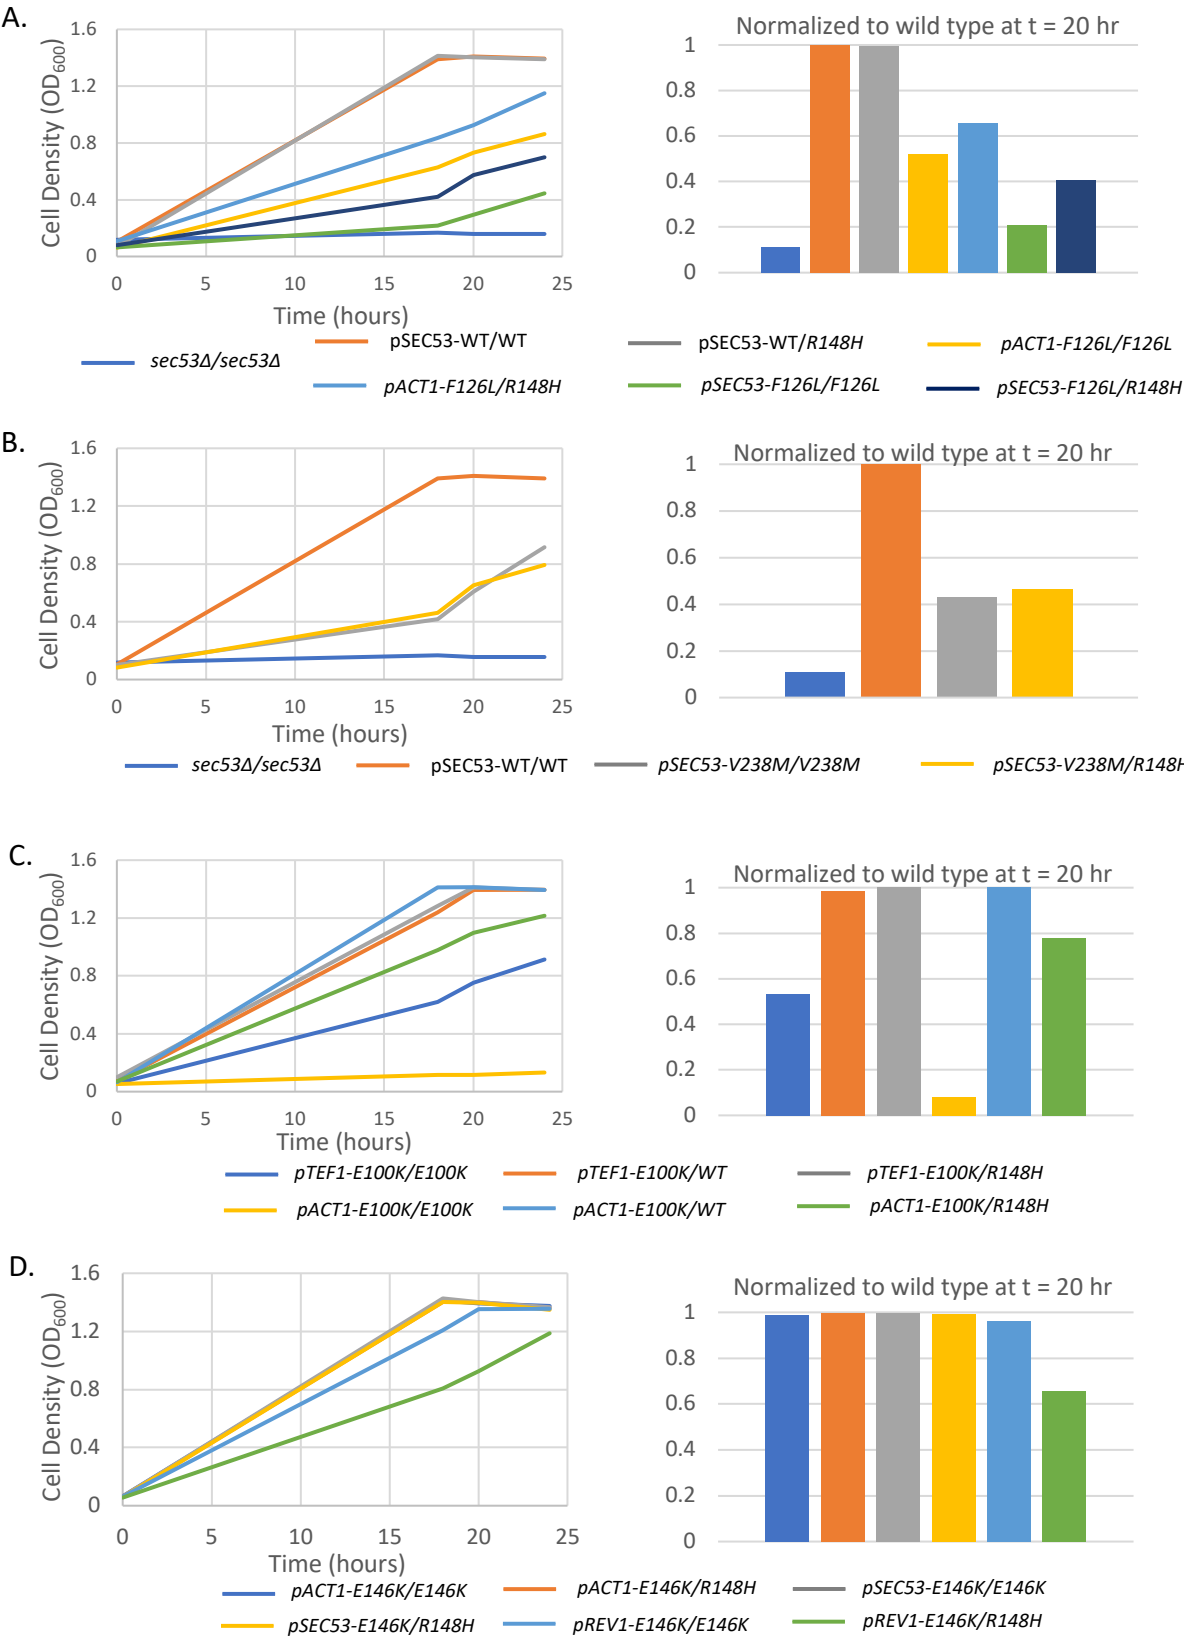 A.
Normalized to wild type at t = 20 hr
Cell Density (OD600)
1.6
1.2
0.8
0.4
0
0 5 10 15 20 25
Time (hours)
1
0.8
0.6
0.4
0.2
0
sec53Δ/sec53Δ
pSEC53-WT/WT
pSEC53-WT/R148H
pACT1-F126L/F126L
pACT1-F126L/R148H
pSEC53-F126L/F126L
pSEC53-F126L/R148H
B.
Normalized to wild type at t = 20 hr
Cell Density (OD600)
1.6
1.2
0.8
0.4
0
0 5 10 15 20 25
Time (hours)
1
0.8
0.6
0.4
0.2
0
sec53Δ/sec53Δ
pSEC53-WT/WT
pSEC53-V238M/V238M
pSEC53-V238M/R148H
C.
Normalized to wild type at t = 20 hr
Cell Density (OD600)
1.6
1.2
0.8
0.4
0
0 5 10 15 20 25
Time (hours)
1
0.8
0.6
0.4
0.2
0
pTEF1-E100K/E100K
pTEF1-E100K/WT
pTEF1-E100K/R148H
pACT1-E100K/E100K
pACT1-E100K/WT
pACT1-E100K/R148H
D.
Normalized to wild type at t = 20 hr
Cell Density (OD600)
1.6
1.2
0.8
0.4
0
0 5 10 15 20 25
Time (hours)
1
0.8
0.6
0.4
0.2
0
pACT1-E146K/E146K
pACT1-E146K/R148H
pSEC53-E146K/E146K
pSEC53-E146K/R148H
pREV1-E146K/E146K
pREV1-E146K/R148H